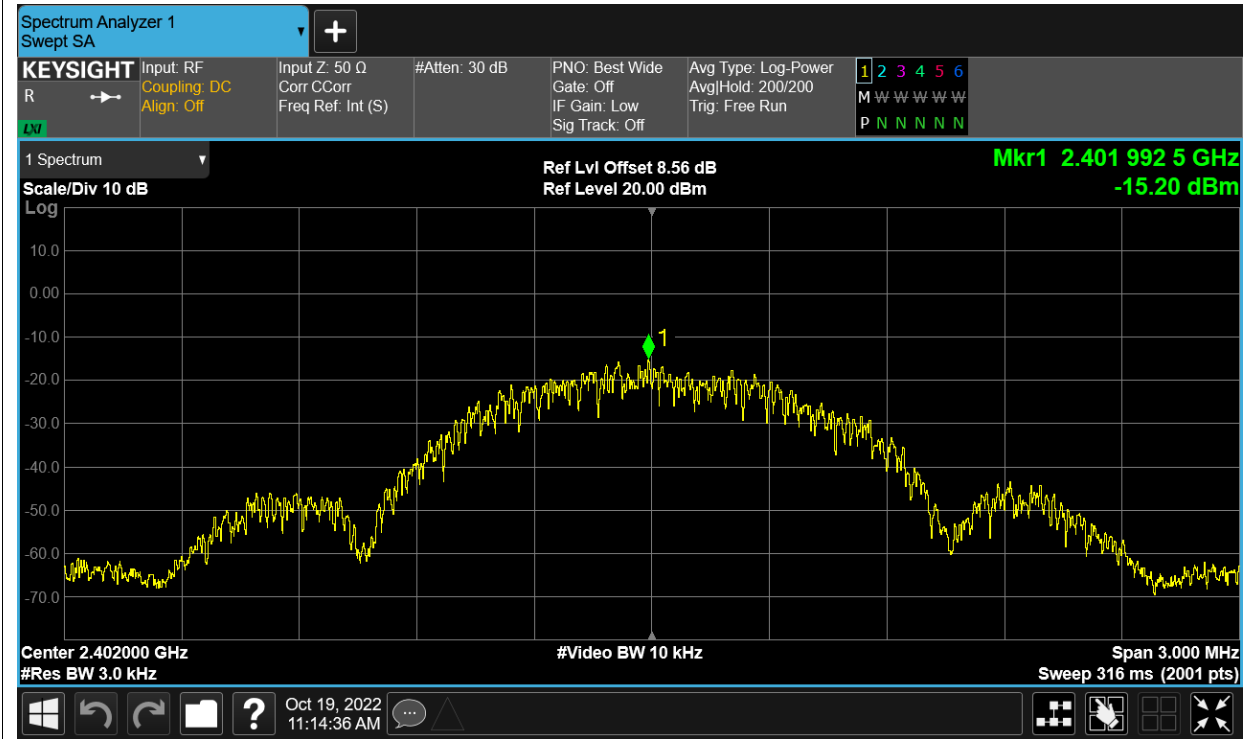 Spectrum Analyzer 1
Swept SA
KEYSIGHT
R
LXI
Input: RF
Coupling: DC
Align: Off
Input Z: 50 Ω
Corr CCorr
Freq Ref: Int (S)
#Atten: 30 dB
PNO: Best Wide
Gate: Off
IF Gain: Low
Sig Track: Off
Avg Type: Log-Power
Avg|Hold: 200/200
Trig: Free Run
1 2 3 4 5 6
M W W W W W
P N N N N N
1 Spectrum
Scale/Div 10 dB
Ref Lvl Offset 8.56 dB
Ref Level 20.00 dBm
Mkr1 2.401 992 5 GHz
-15.20 dBm
Log
10.0
0.00
-10.0
-20.0
-30.0
-40.0
-50.0
-60.0
-70.0
1
Center 2.402000 GHz
#Res BW 3.0 kHz
#Video BW 10 kHz
Span 3.000 MHz
Sweep 316 ms (2001 pts)
?
Oct 19, 2022
11:14:36 AM